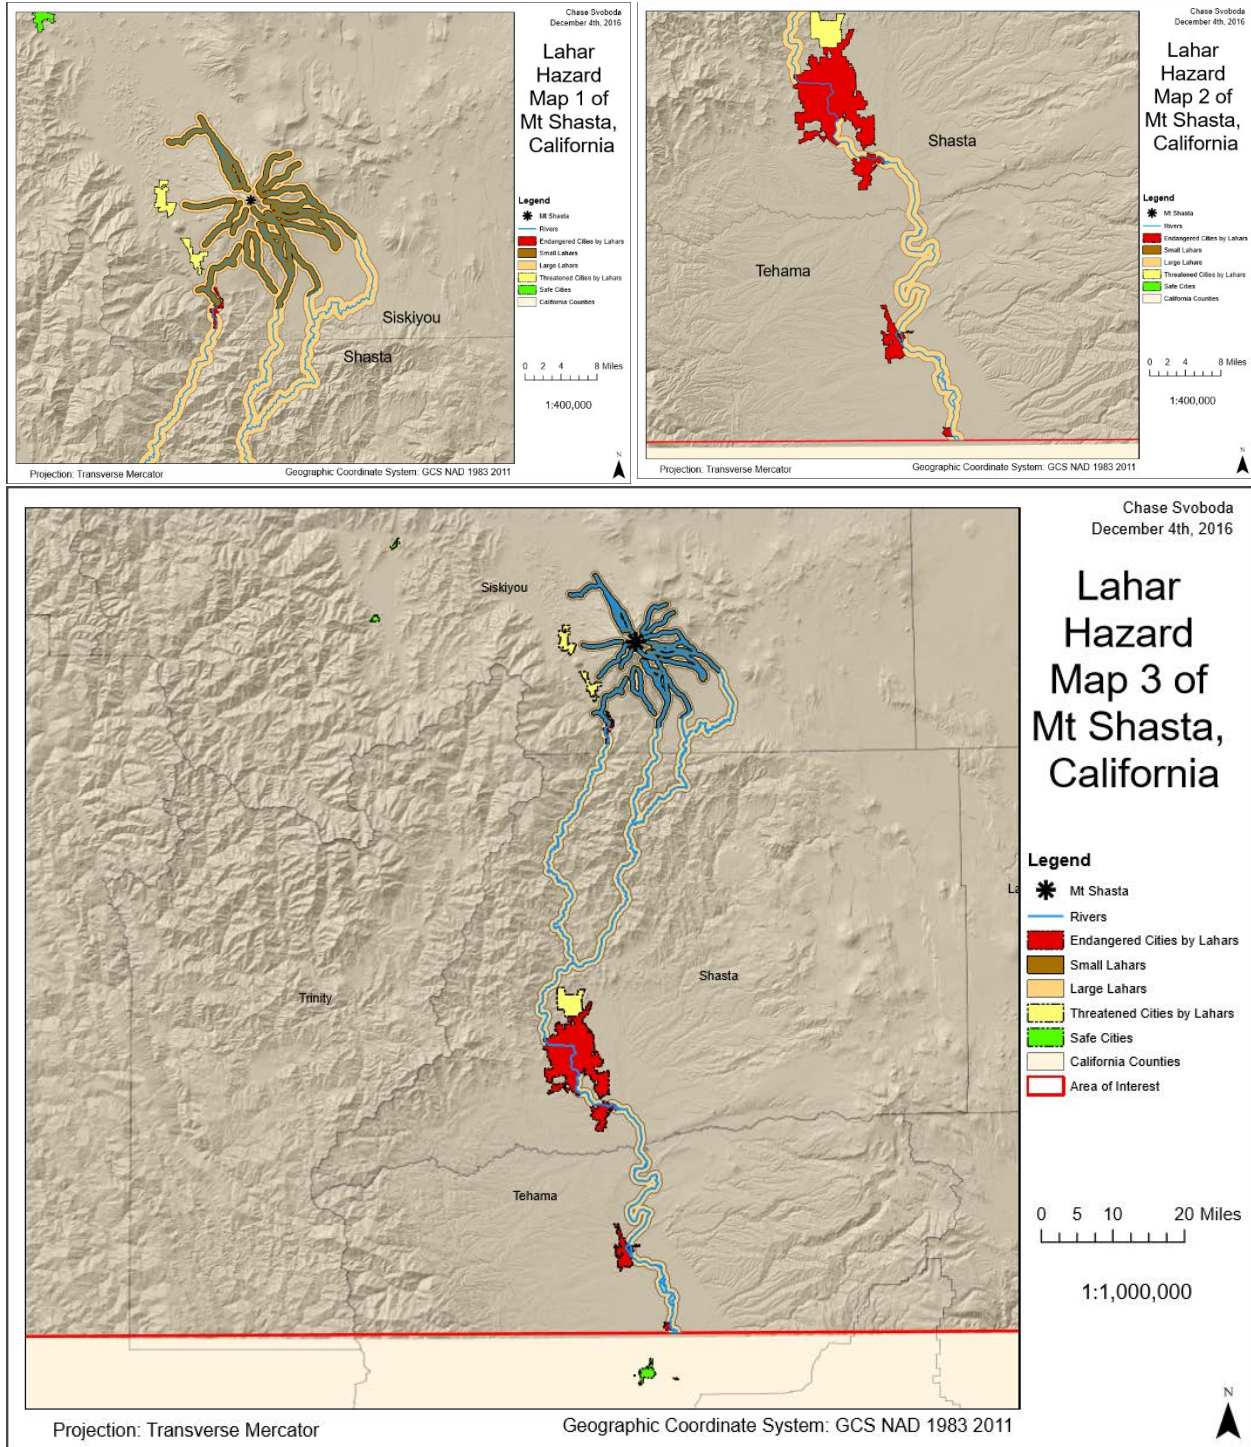 Chase Svoboda
December 4th, 2016
Lahar
Hazard
Map 1 of
Mt Shasta,
California
Legend
Mt Shasta
Rivers
Endangered Cities by Lahars
Small Lahars
Large Lahars
Threatened Cities by Lahars
Safe Cities
California Counties
Siskiyou
Shasta
0 2 4 8 Miles
1:400,000
N
Projection: Transverse Mercator
Geographic Coordinate System: GCS NAD 1983 2011
Chase Svoboda
December 4th, 2016
Lahar
Hazard
Map 2 of
Mt Shasta,
California
Shasta
Tehama
Legend
Mt Shasta
Rivers
Endangered Cities by Lahars
Small Lahars
Large Lahars
Threatened Cities by Lahars
Safe Cities
California Counties
0 2 4 8 Miles
1:400,000
N
Projection: Transverse Mercator
Geographic Coordinate System: GCS NAD 1983 2011
Chase Svoboda
December 4th, 2016
Lahar
Hazard
Map 3 of
Mt Shasta,
California
Siskiyou
Trinity
Shasta
La
Tehama
Legend
Mt Shasta
Rivers
Endangered Cities by Lahars
Small Lahars
Large Lahars
Threatened Cities by Lahars
Safe Cities
California Counties
Area of Interest
0 5 10 20 Miles
1:1,000,000
N
Projection: Transverse Mercator
Geographic Coordinate System: GCS NAD 1983 2011